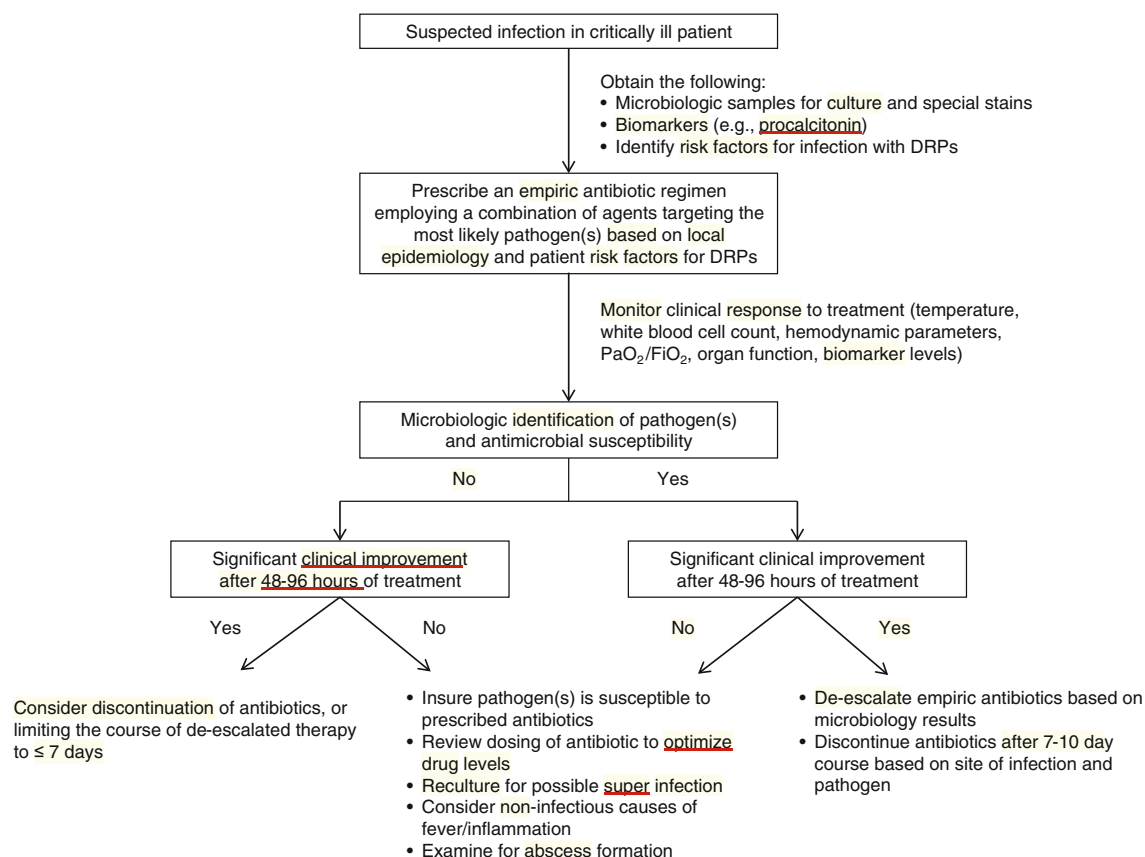 Suspected infection in critically ill patient
Obtain the following:
• Microbiologic samples for culture and special stains
• Biomarkers (e.g., procalcitonin)
• Identify risk factors for infection with DRPs
Prescribe an empiric antibiotic regimen
employing a combination of agents targeting the
most likely pathogen(s) based on local
epidemiology and patient risk factors for DRPs
Monitor clinical response to treatment (temperature,
white blood cell count, hemodynamic parameters,
PaO₂/FiO₂, organ function, biomarker levels)
Microbiologic identification of pathogen(s)
and antimicrobial susceptibility
No
Yes
Significant clinical improvement
after 48-96 hours of treatment
Significant clinical improvement
after 48-96 hours of treatment
Yes
No
No
Yes
Consider discontinuation of antibiotics, or
limiting the course of de-escalated therapy
to ≤ 7 days
• Insure pathogen(s) is susceptible to
prescribed antibiotics
• Review dosing of antibiotic to optimize
drug levels
• Reculture for possible super infection
• Consider non-infectious causes of
fever/inflammation
• Examine for abscess formation
• De-escalate empiric antibiotics based on
microbiology results
• Discontinue antibiotics after 7-10 day
course based on site of infection and
pathogen